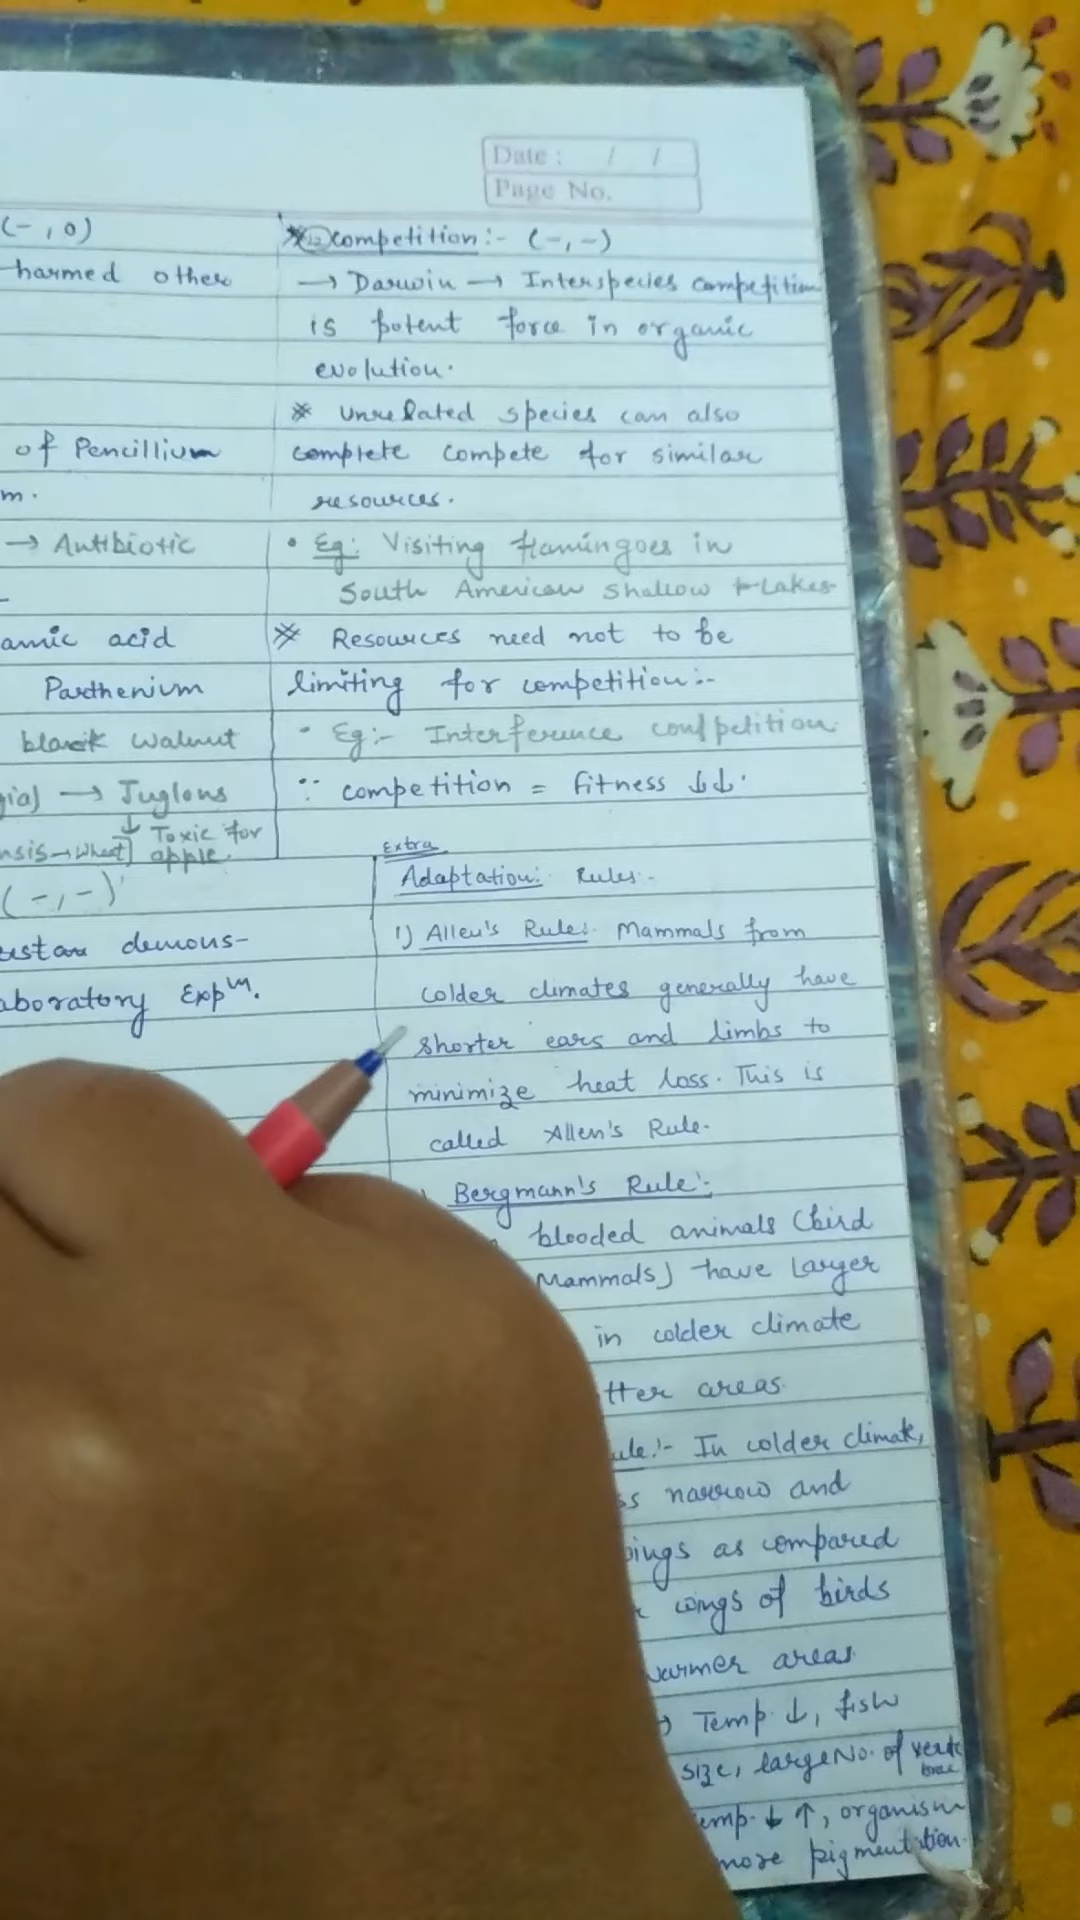 Date : / /
Page No.
(-, 0)
harmed other
of Pencillium
m.
→ Antibiotic
amic acid
Parthenium
black walnut
gia) → Juglons
↓ Toxic for
nsis → Wheat] apple.
(-, -)
demons-
aboratory Expᵐ.
* 12 competition :- (-, -)
→ Darwin → Interspecies competition
is potent force in organic
evolution.
* unrelated species can also
complete compete for similar
resources.
• Eg: Visiting flamingoes in
South American shallow Lakes-
* Resources need not to be
limiting for competition :-
• Eg:- Interference competition
∵ competition = fitness ↓↓.
Extra
Adaptation: Rules:-
1) Allen's Rule: Mammals from
colder climates generally have
shorter ears and limbs to
minimize heat loss. This is
called Allen's Rule.
Bergmann's Rule:-
blooded animals (bird
Mammals) have Larger
in colder climate
tter areas.
ule:- In colder climate,
ss narrow and
ings as compared
wings of birds
warmer areas.
→ Temp. ↓, fish
size, large No. of vertebrae
emp. ↓ ↑, organism
more pigmentation.